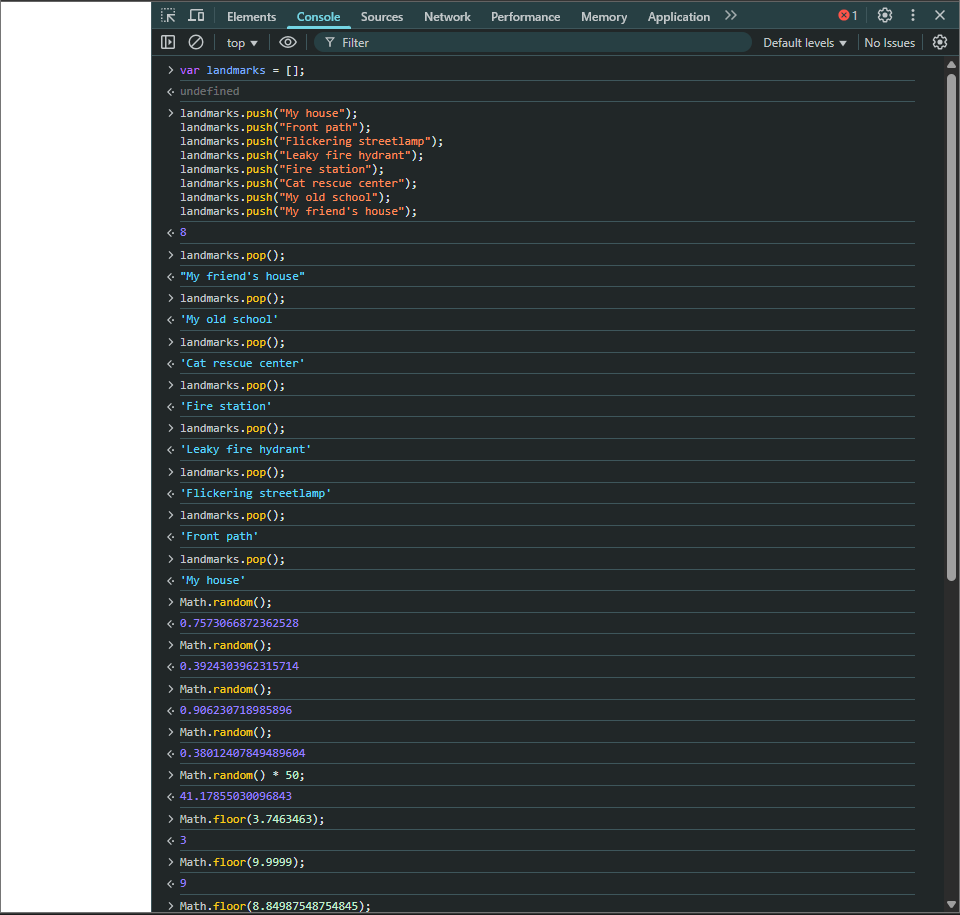 Elements Console Sources Network Performance Memory Application 1
top Filter Default levels No Issues
var landmarks = [];
undefined
landmarks.push("My house");
landmarks.push("Front path");
landmarks.push("Flickering streetlamp");
landmarks.push("Leaky fire hydrant");
landmarks.push("Fire station");
landmarks.push("Cat rescue center");
landmarks.push("My old school");
landmarks.push("My friend's house");
8
landmarks.pop();
"My friend's house"
landmarks.pop();
'My old school'
landmarks.pop();
'Cat rescue center'
landmarks.pop();
'Fire station'
landmarks.pop();
'Leaky fire hydrant'
landmarks.pop();
'Flickering streetlamp'
landmarks.pop();
'Front path'
landmarks.pop();
'My house'
Math.random();
0.7573066872362528
Math.random();
0.3924303962315714
Math.random();
0.906230718985896
Math.random();
0.38012407849489604
Math.random() * 50;
41.17855030096843
Math.floor(3.7463463);
3
Math.floor(9.9999);
9
Math.floor(8.84987548754845);